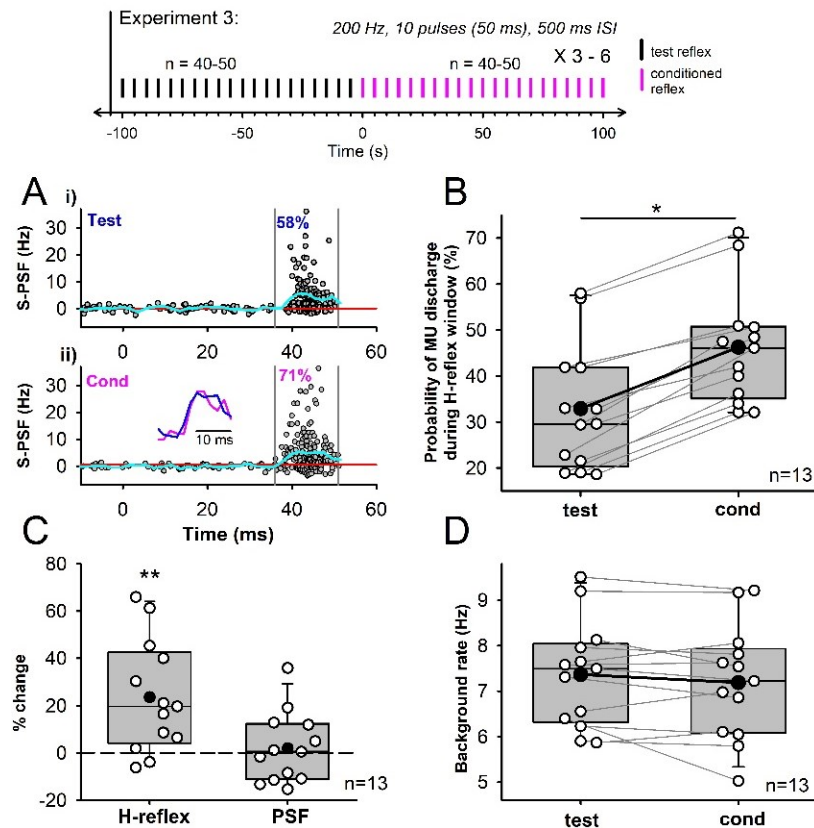 Experiment 3:
200 Hz, 10 pulses (50 ms), 500 ms ISI
n = 40-50
n = 40-50
X 3 - 6
test reflex
conditioned
reflex
-100
-50
0
50
100
Time (s)
A
i)
Test
58%
S-PSF (Hz)
30
20
10
0
0
20
40
60
ii)
Cond
71%
10 ms
S-PSF (Hz)
30
20
10
0
0
20
40
60
Time (ms)
B
*
Probability of MU discharge
during H-reflex window (%)
70
60
50
40
30
20
n=13
test
cond
C
**
% change
80
60
40
20
0
-20
n=13
H-reflex
PSF
D
Background rate (Hz)
9
8
7
6
5
n=13
test
cond